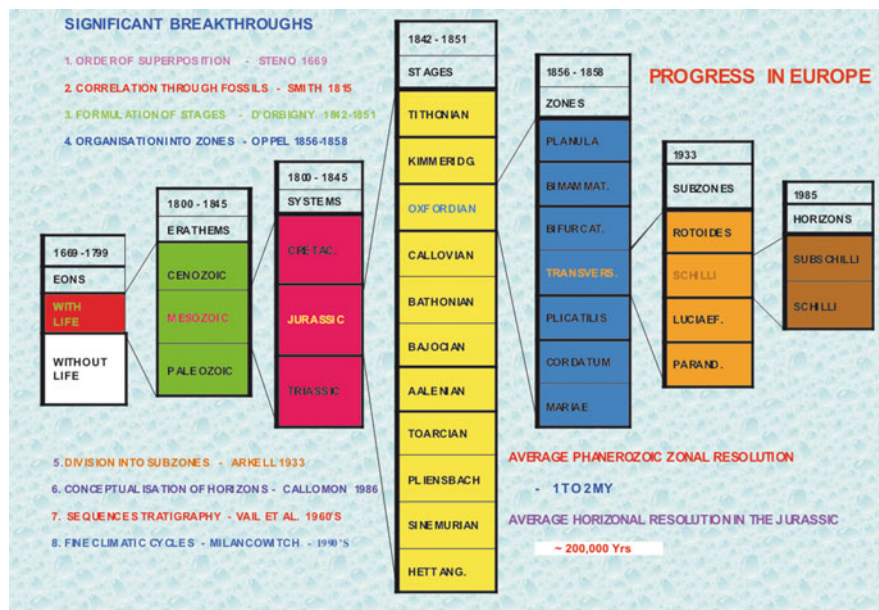 SIGNIFICANT BREAKTHROUGHS
1. ORDER OF SUPERPOSITION - STENO 1669
2. CORRELATION THROUGH FOSSILS - SMITH 1815
3. FORMULATION OF STAGES - D'ORBIGNY 1842-1851
4. ORGANISATION INTO ZONES - OPPEL 1856-1858
PROGRESS IN EUROPE
1669-1799
EONS
WITH
LIFE
WITHOUT
LIFE
1800 - 1845
ERATHEMS
CENOZOIC
MESOZOIC
PALEOZOIC
1800 - 1845
SYSTEMS
CRETAC.
JURASSIC
TRIASSIC
1842 - 1851
STAGES
TITHONIAN
KIMMERIDG.
OXFORDIAN
CALLOVIAN
BATHONIAN
BAJOCIAN
AALENIAN
TOARCIAN
PLIENSBACH
SINEMURIAN
HETTANG.
1856 - 1858
ZONES
PLANULA
BIMAMMAT.
BIFURCAT.
TRANSVERS.
PLICATILIS
CORDATUM
MARIAE
1933
SUBZONES
ROTOIDES
SCHILLI
LUCIAEF.
PARAND.
1985
HORIZONS
SUBSCHILLI
SCHILLI
5. DIVISION INTO SUBZONES - ARKELL 1933
6. CONCEPTUALISATION OF HORIZONS - CALLOMON 1986
7. SEQUENCE STRATIGRAPHY - VAIL ET AL. 1960'S
8. FINE CLIMATIC CYCLES - MILANCOWITCH - 1990'S
AVERAGE PHANEROZOIC ZONAL RESOLUTION
- 1 TO 2 MY
AVERAGE HORIZONAL RESOLUTION IN THE JURASSIC
~ 200,000 Yrs